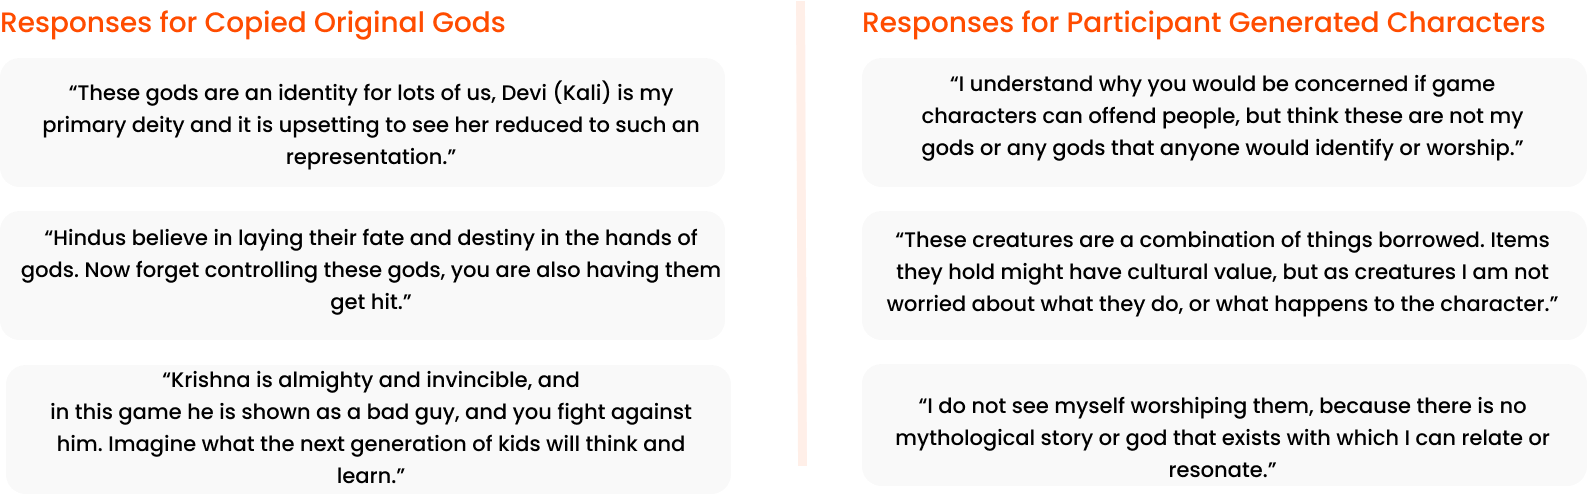 Responses for Copied Original Gods
“These gods are an identity for lots of us, Devi (Kali) is my
primary deity and it is upsetting to see her reduced to such an
representation.”
“Hindus believe in laying their fate and destiny in the hands of
gods. Now forget controlling these gods, you are also having them
get hit.”
“Krishna is almighty and invincible, and
in this game he is shown as a bad guy, and you fight against
him. Imagine what the next generation of kids will think and
learn.”
Responses for Participant Generated Characters
“I understand why you would be concerned if game
characters can offend people, but think these are not my
gods or any gods that anyone would identify or worship.”
“These creatures are a combination of things borrowed. Items
they hold might have cultural value, but as creatures I am not
worried about what they do, or what happens to the character.”
“I do not see myself worshiping them, because there is no
mythological story or god that exists with which I can relate or
resonate.”